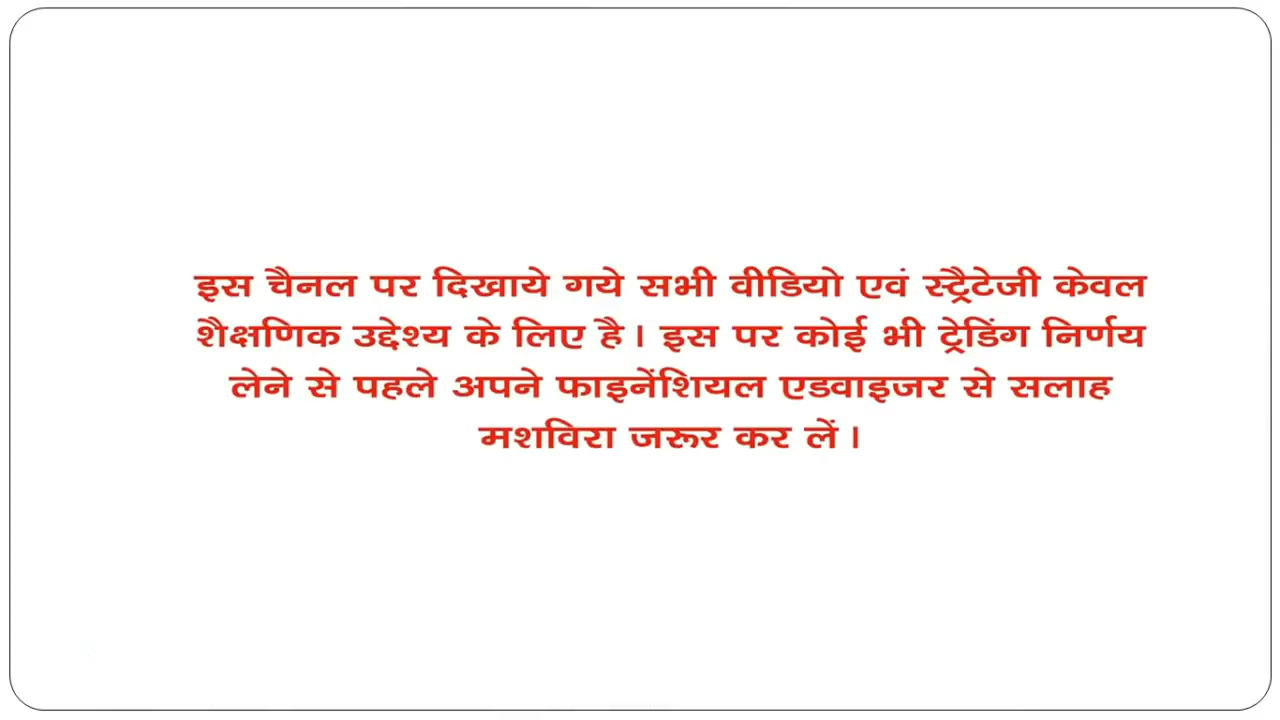 इस चैनल पर दिखाये गये सभी वीडियो एवं स्ट्रैटेजी केवल
शैक्षणिक उद्देश्य के लिए है। इस पर कोई भी ट्रेडिंग निर्णय
लेने से पहले अपने फाइनेंशियल एडवाइजर से सलाह
मशविरा जरूर कर लें।